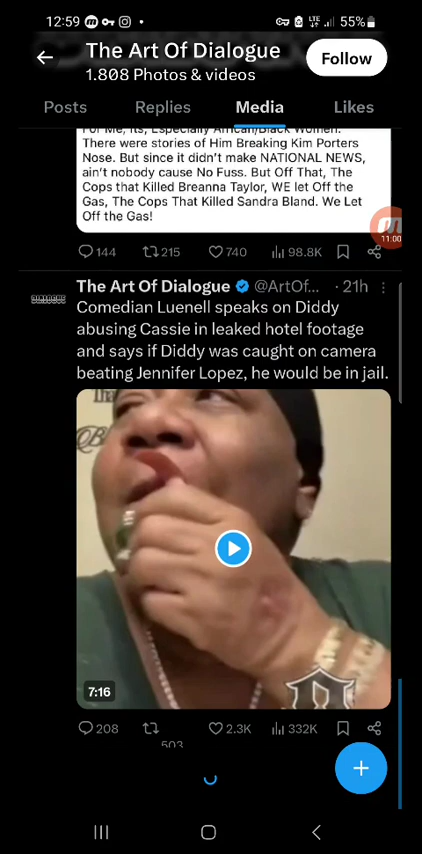 12:59 LTE 55%
The Art Of Dialogue
1.808 Photos & videos
Follow
Posts Replies Media Likes
For Me, Its, Especially African/Black Women.
There were stories of Him Breaking Kim Porters
Nose. But since it didn't make NATIONAL NEWS,
ain't nobody cause No Fuss. But Off That, The
Cops that Killed Breanna Taylor, WE let Off the
Gas, The Cops That Killed Sandra Bland. We Let
Off the Gas!
11:00
144 215 740 98.8K
The Art Of Dialogue @ArtOf... · 21h
Comedian Luenell speaks on Diddy
abusing Cassie in leaked hotel footage
and says if Diddy was caught on camera
beating Jennifer Lopez, he would be in jail.
7:16
208 503 2.3K 332K